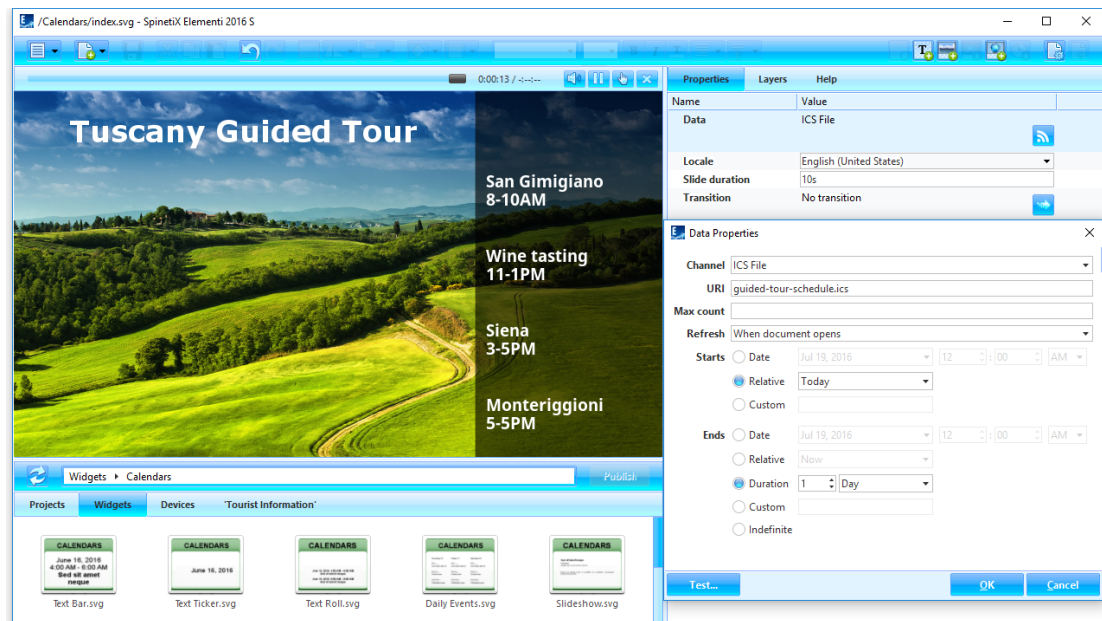 /Calendars/index.svg - SpinetiX Elementi 2016 S
0:00:13 / -:--:--
Tuscany Guided Tour
San Gimigiano
8-10AM
Wine tasting
11-1PM
Siena
3-5PM
Monteriggioni
5-5PM
Widgets Calendars
Publish
Projects Widgets Devices 'Tourist Information'
CALENDARS
June 16, 2016
4:00 AM - 6:00 AM
Sed sit amet
neque
Text Bar.svg
CALENDARS
June 16, 2016
Text Ticker.svg
CALENDARS
Text Roll.svg
CALENDARS
Daily Events.svg
CALENDARS
Slideshow.svg
Properties Layers Help
Name Value
Data ICS File
Locale English (United States)
Slide duration 10s
Transition No transition
Data Properties
Channel ICS File
URI guided-tour-schedule.ics
Max count
Refresh When document opens
Starts Date Jul 19, 2016 12 : 00 AM
Relative Today
Custom
Ends Date Jul 19, 2016 12 : 00 AM
Relative Now
Duration 1 Day
Custom
Indefinite
Test... OK Cancel